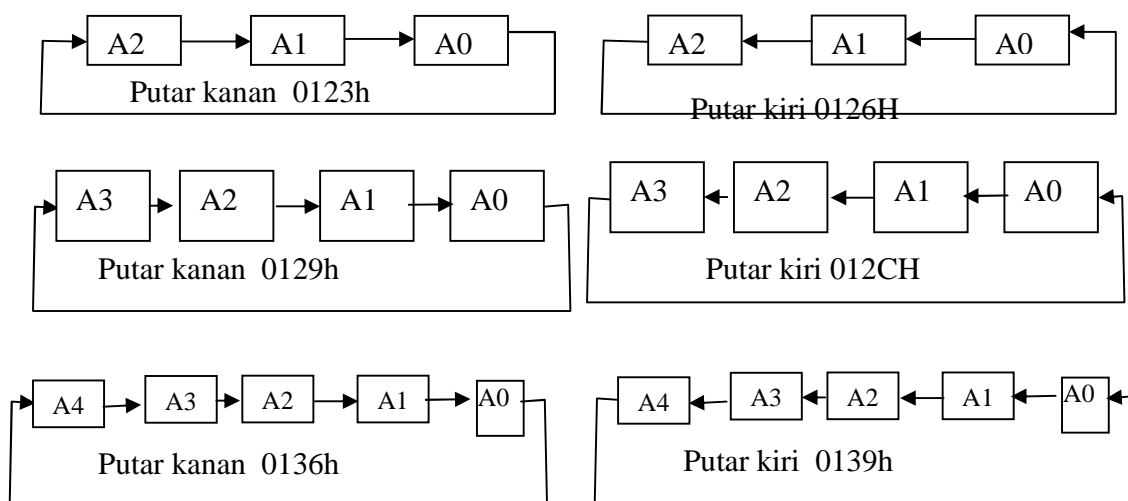 A2 A1 A0
Putar kanan 0123h
A2 A1 A0
Putar kiri 0126H
A3 A2 A1 A0
Putar kanan 0129h
A3 A2 A1 A0
Putar kiri 012CH
A4 A3 A2 A1 A0
Putar kanan 0136h
A4 A3 A2 A1 A0
Putar kiri 0139h